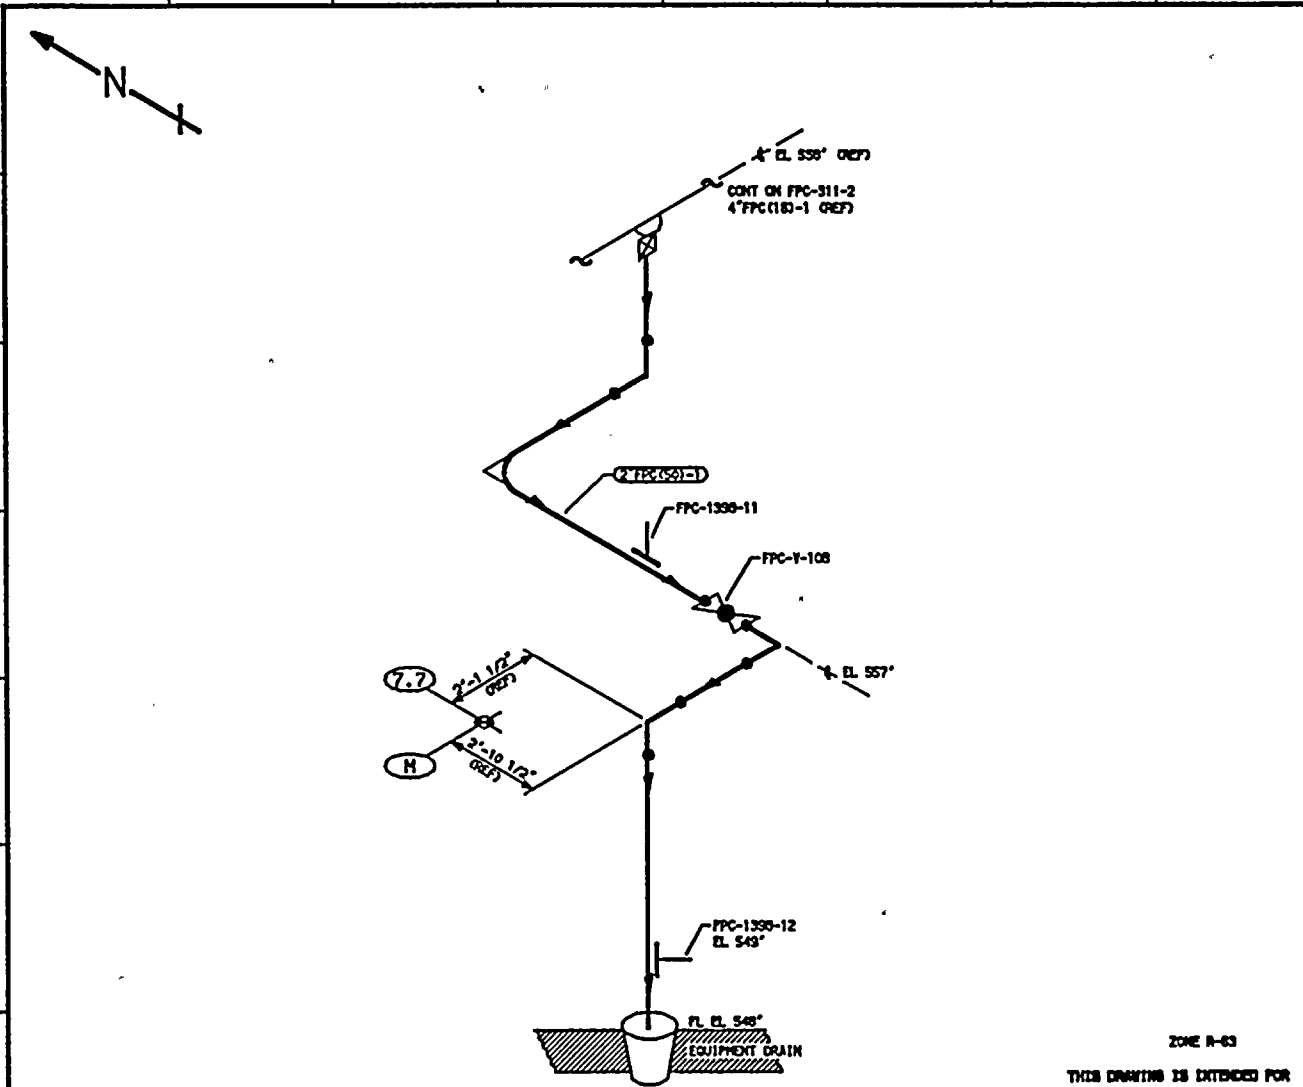 N
℄ EL 558' (REF)
CONT ON FPC-311-2
4"FPC(18)-1 (REF)
2"FPC(50)-1
FPC-1398-11
FPC-V-108
℄ EL 557'
7.7
2'-1 1/2"
(REF)
M
2'-10 1/2"
(REF)
FPC-1398-12
EL 549'
FL EL 548'
EQUIPMENT DRAIN
ZONE R-63
THIS DRAWING IS INTENDED FOR